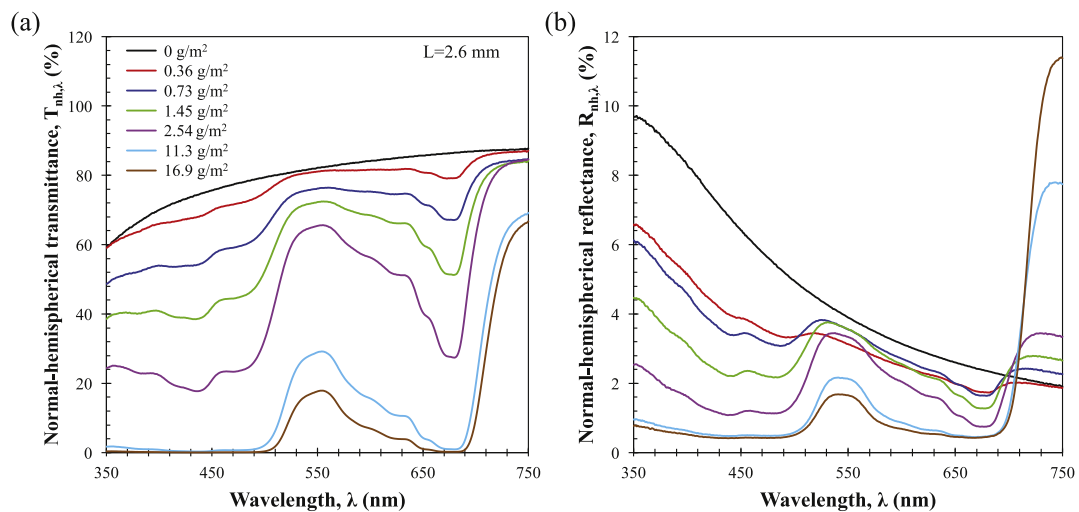 (a)
Normal-hemispherical transmittance, Tnh,λ (%)
120
100
80
60
40
20
0
0 g/m²
0.36 g/m²
0.73 g/m²
1.45 g/m²
2.54 g/m²
11.3 g/m²
16.9 g/m²
L=2.6 mm
350 450 550 650 750
Wavelength, λ (nm)
(b)
Normal-hemispherical reflectance, Rnh,λ (%)
12
10
8
6
4
2
0
350 450 550 650 750
Wavelength, λ (nm)